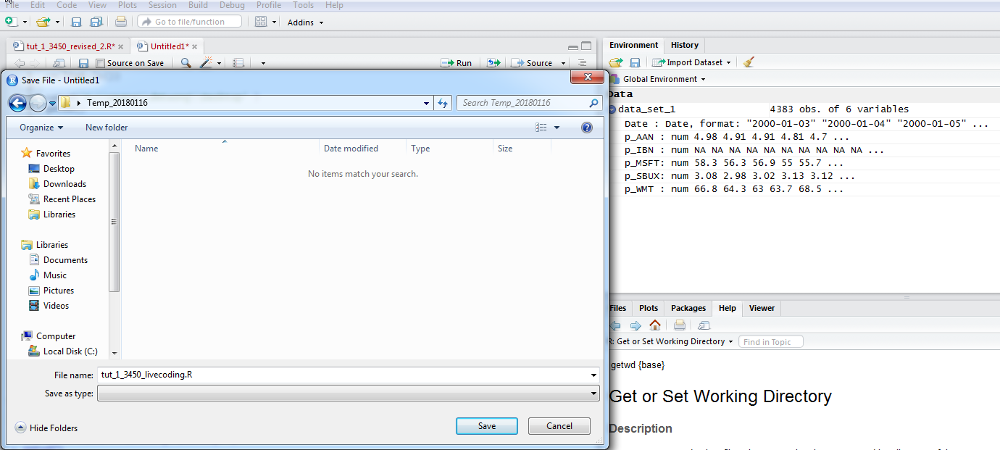 File Edit Code View Plots Session Build Debug Profile Tools Help
Go to file/function Addins
tut_1_3450_revised_2.R* Untitled1*
Source on Save Run Source
Save File - Untitled1
Temp_20180116 Search Temp_20180116
Organize New folder
Name Date modified Type Size
No items match your search.
Favorites
Desktop
Downloads
Recent Places
Libraries
Libraries
Documents
Music
Pictures
Videos
Computer
Local Disk (C:)
File name: tut_1_3450_livecoding.R
Save as type:
Hide Folders Save Cancel
Environment History
Import Dataset
Global Environment
Data
data_set_1 4383 obs. of 6 variables
Date : Date, format: "2000-01-03" "2000-01-04" "2000-01-05" ...
p_AAN : num 4.98 4.91 4.91 4.81 4.7 ...
p_IBN : num NA NA NA NA NA NA NA NA NA NA ...
p_MSFT: num 58.3 56.3 56.9 55 55.7 ...
p_SBUX: num 3.08 2.98 3.02 3.13 3.12 ...
p_WMT : num 66.8 64.3 63 63.7 68.5 ...
Files Plots Packages Help Viewer
R: Get or Set Working Directory Find in Topic
getwd {base}
Get or Set Working Directory
Description